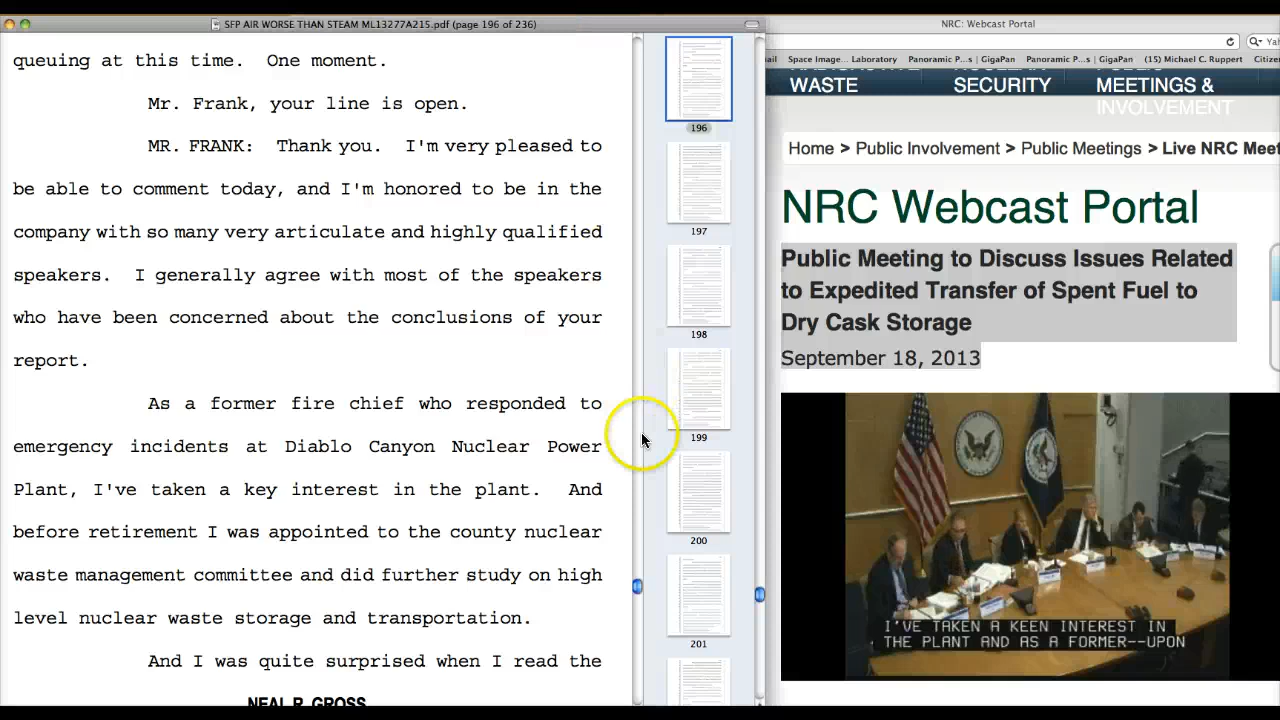 SFP AIR WORSE THAN STEAM ML13277A215.pdf (page 196 of 236)
queuing at this time. One moment.
Mr. Frank, your line is open.
MR. FRANK: Thank you. I'm very pleased to
be able to comment today, and I'm honored to be in the
company with so many very articulate and highly qualified
speakers. I generally agree with most of the speakers
who have been concerned about the conclusions of your
report.
As a former fire chief responded to
emergency incidents at Diablo Canyon Nuclear Power
plant, I've taken a key interest in the plant. And
before retirement I was appointed to the county nuclear
waste management committee and did further study on high
level nuclear waste storage and transportation.
And I was quite surprised when I read the
NEAL R. GROSS
196
197
198
199
200
201
NRC: Webcast Portal
Space Imag... Laboratory Panoramic P...s | GigaPan Panoramic P...s | GigaPan (15) Michael C. Ruppert Citizen
WASTE SECURITY MEETINGS &
INVOLVEMENT
Home > Public Involvement > Public Meetings > Live NRC Meet
NRC Webcast Portal
Public Meeting to Discuss Issues Related
to Expedited Transfer of Spent Fuel to
Dry Cask Storage
September 18, 2013
I'VE TAKEN A KEEN INTEREST IN
THE PLANT AND AS A FORMER--UPON